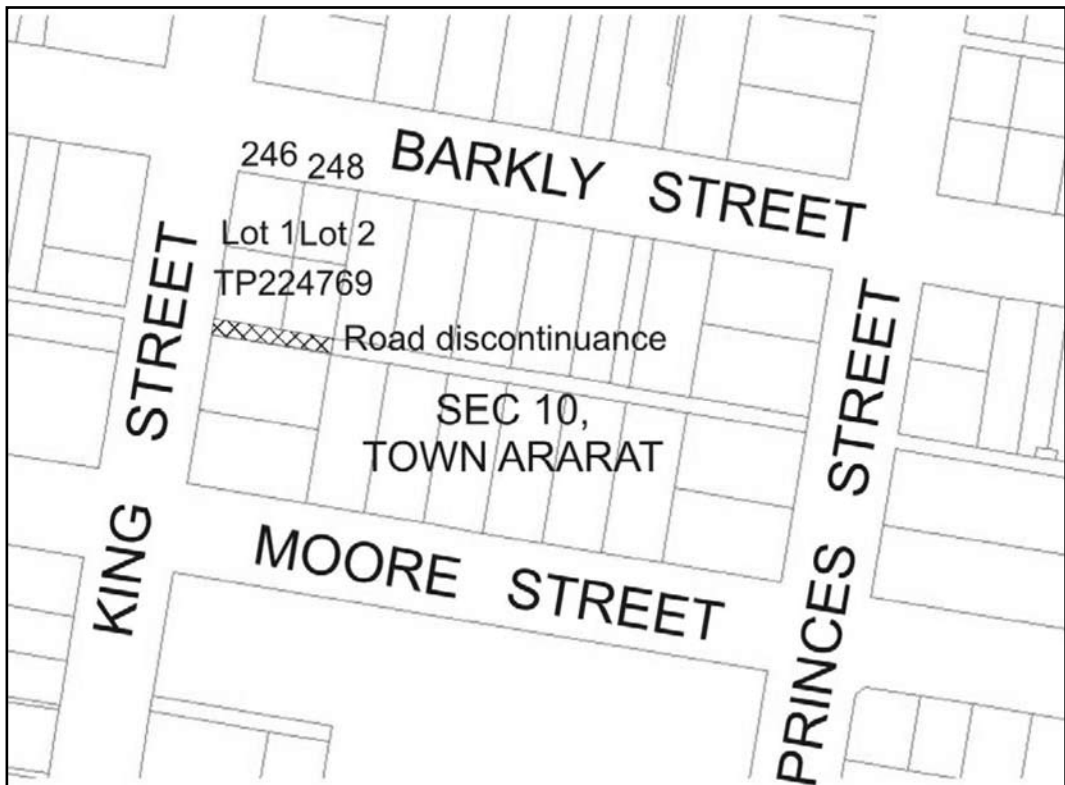 BARKLY STREET
246 248
KING STREET
Lot 1 Lot 2
TP224769
Road discontinuance
SEC 10,
TOWN ARARAT
MOORE STREET
PRINCES STREET